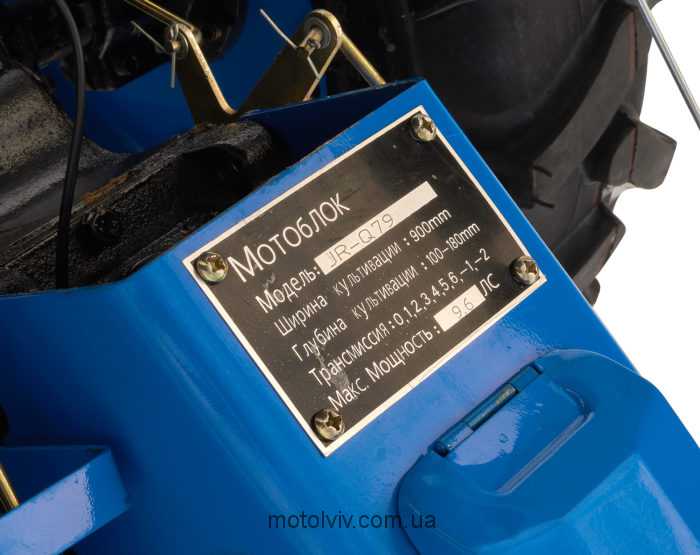 Мотоблок
Модель: JR-Q79
Ширина культивации: 900mm
Глубина культивации: 100-180mm
Трансмиссия: 0,1,2,3,4,5,6,-1,-2
Макс. Мощность: 9.6 ЛС
motolviv.com.ua